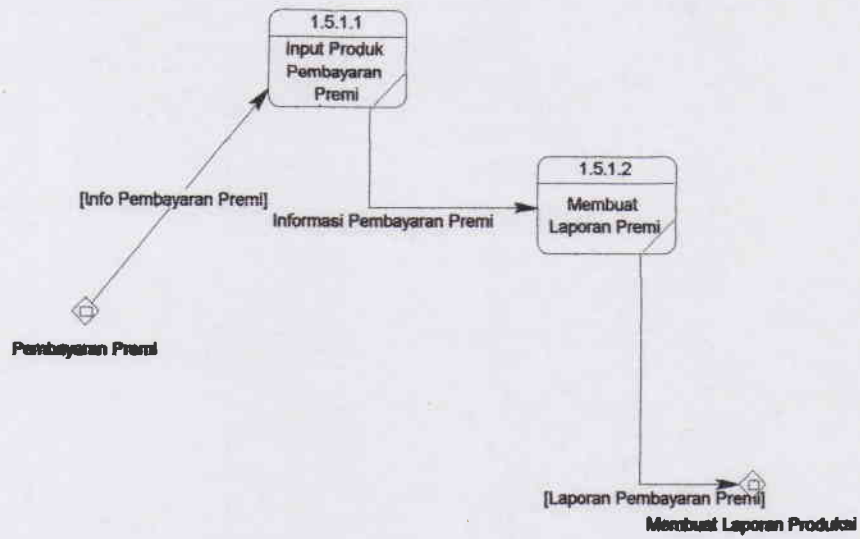 1.5.1.1
Input Produk
Pembayaran
Premi
1.5.1.2
Membuat
Laporan Premi
[Info Pembayaran Premi]
Informasi Pembayaran Premi
Pembayaran Premi
[Laporan Pembayaran Premi]
Membuat Laporan Produksi